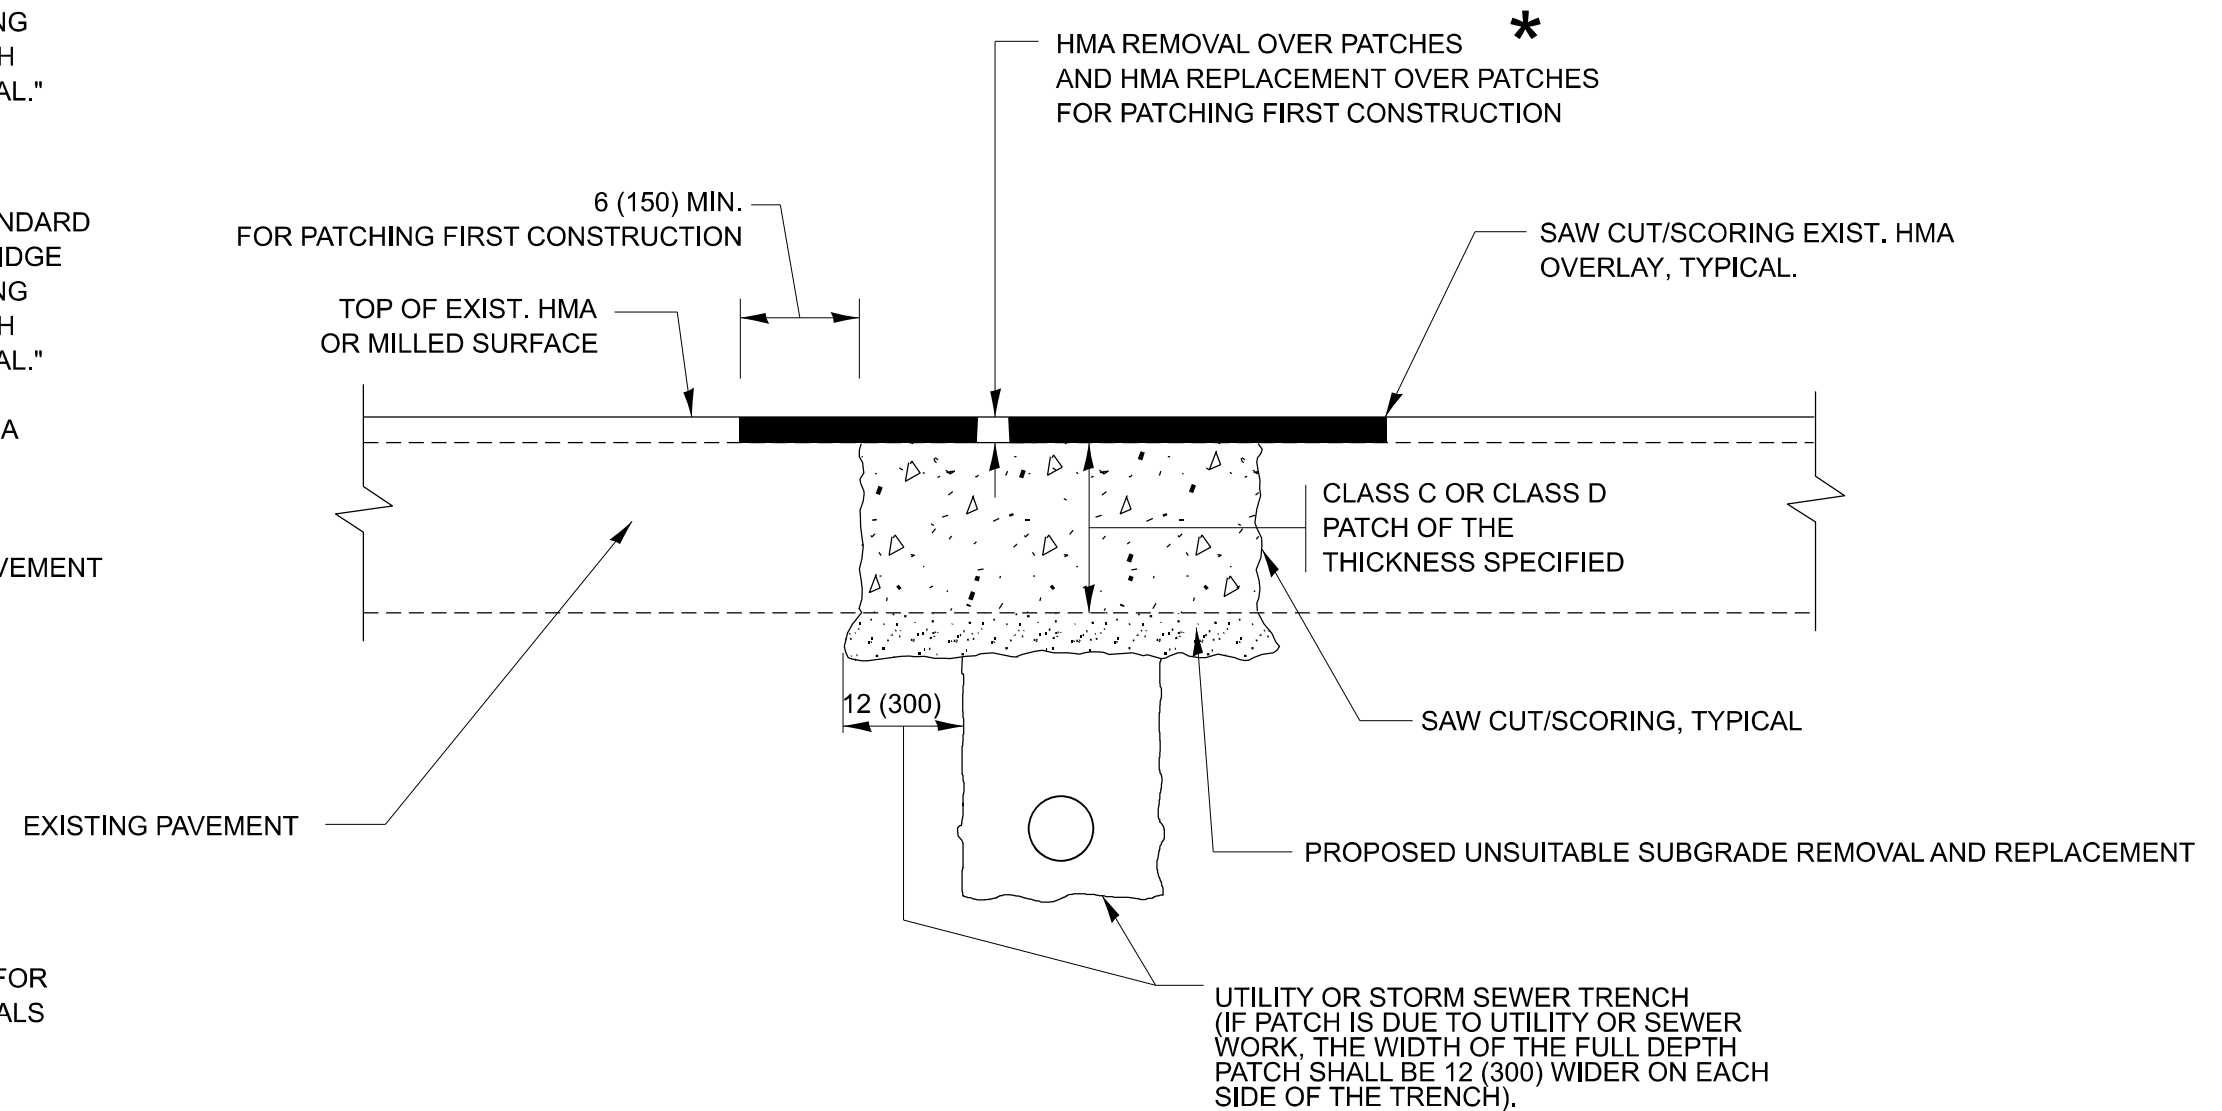 AL."
HMA REMOVAL OVER PATCHES *
AND HMA REPLACEMENT OVER PATCHES
FOR PATCHING FIRST CONSTRUCTION
6 (150) MIN.
FOR PATCHING FIRST CONSTRUCTION
SAW CUT/SCORING EXIST. HMA
OVERLAY, TYPICAL.
TOP OF EXIST. HMA
OR MILLED SURFACE
AL."
A
CLASS C OR CLASS D
PATCH OF THE
THICKNESS SPECIFIED
12 (300)
SAW CUT/SCORING, TYPICAL
EXISTING PAVEMENT
PROPOSED UNSUITABLE SUBGRADE REMOVAL AND REPLACEMENT
FOR
ALS
UTILITY OR STORM SEWER TRENCH
(IF PATCH IS DUE TO UTILITY OR SEWER
WORK, THE WIDTH OF THE FULL DEPTH
PATCH SHALL BE 12 (300) WIDER ON EACH
SIDE OF THE TRENCH).